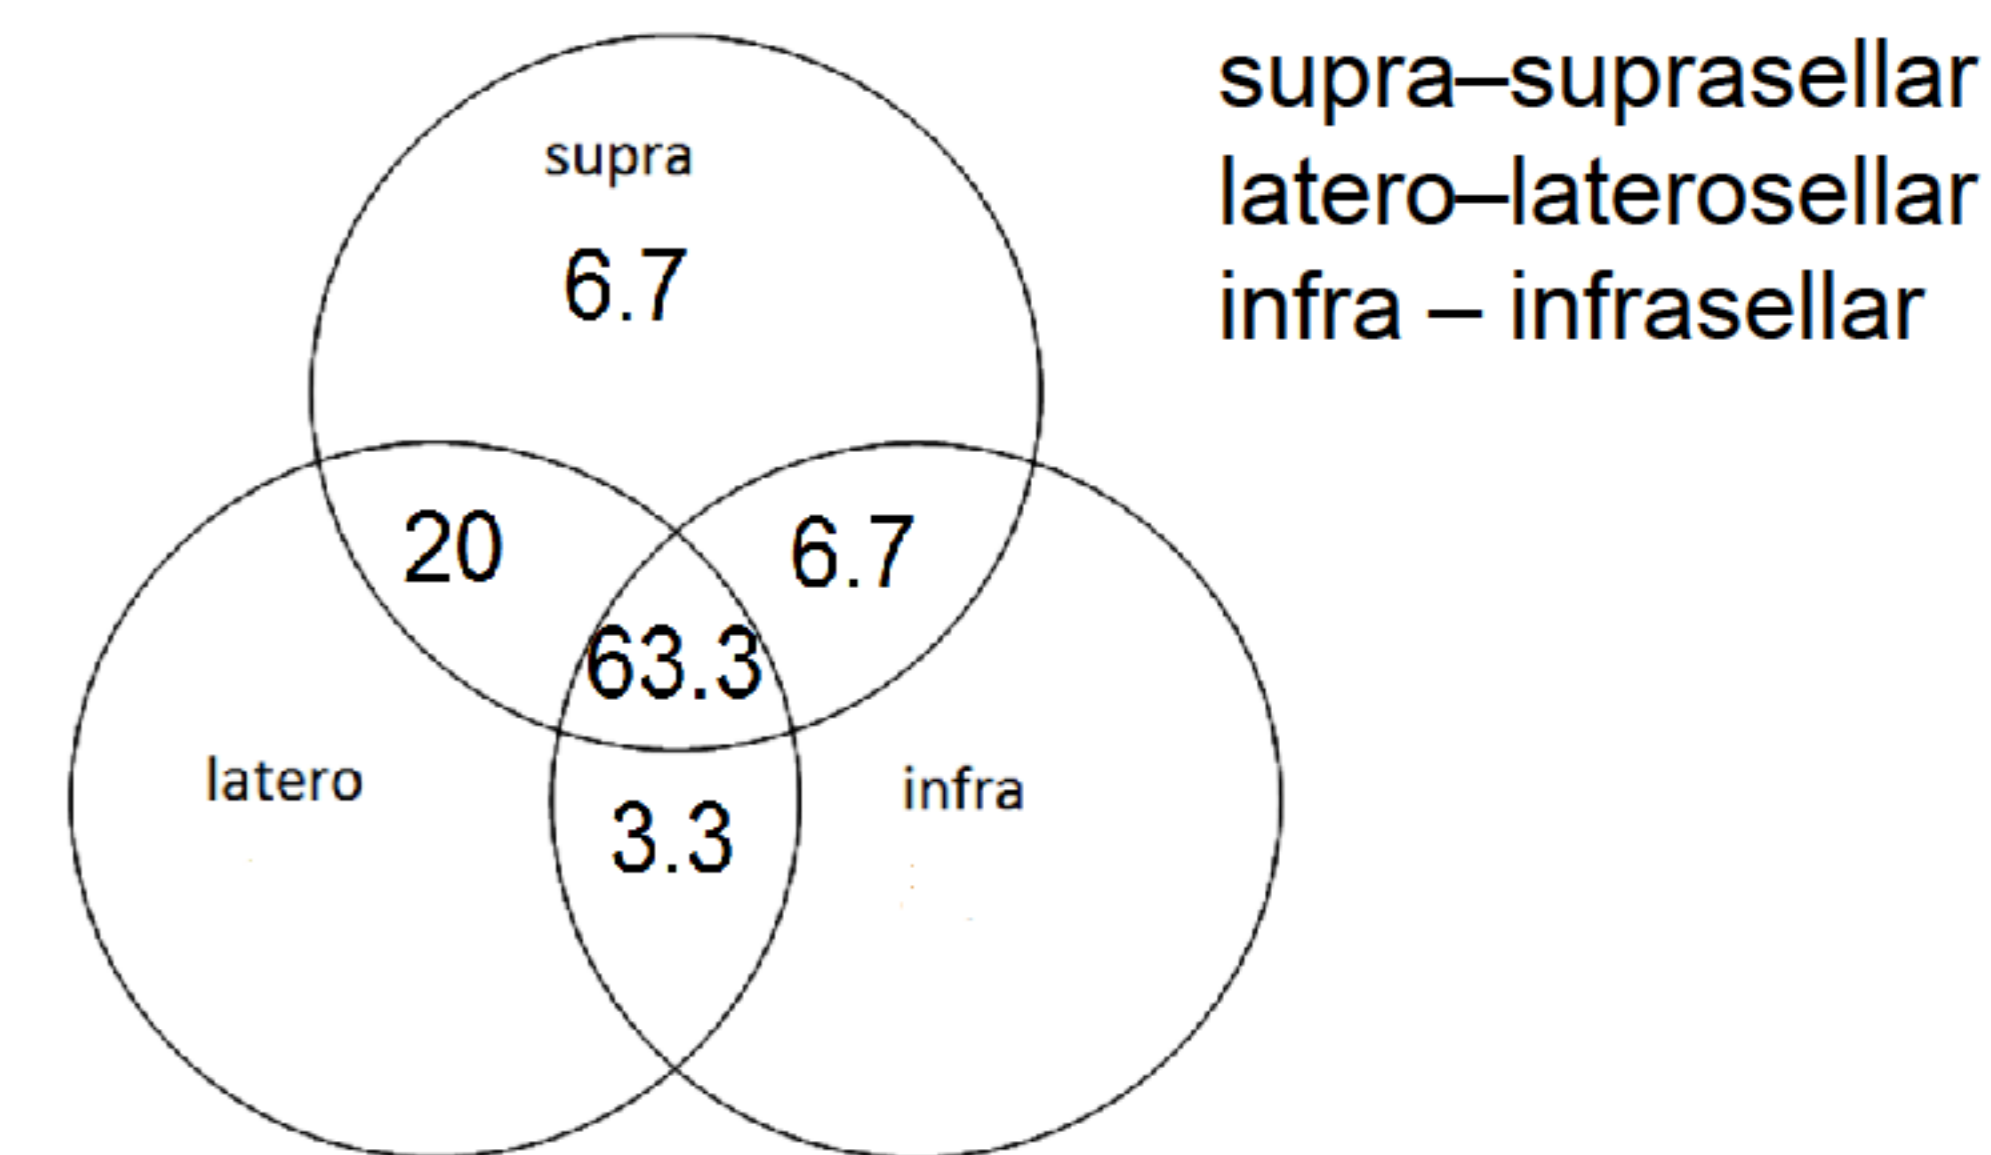 supra–suprasellar
latero–laterosellar
infra – infrasellar
supra
6.7
20
6.7
63.3
latero
infra
3.3